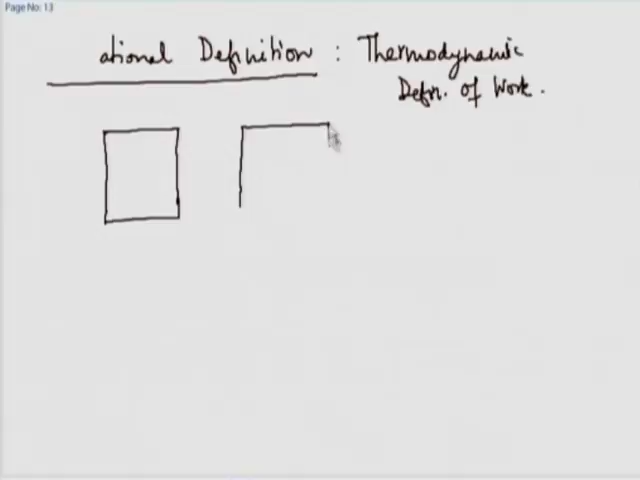 Page No: 13
ational Definition : Thermodynamic
Defn. of Work.